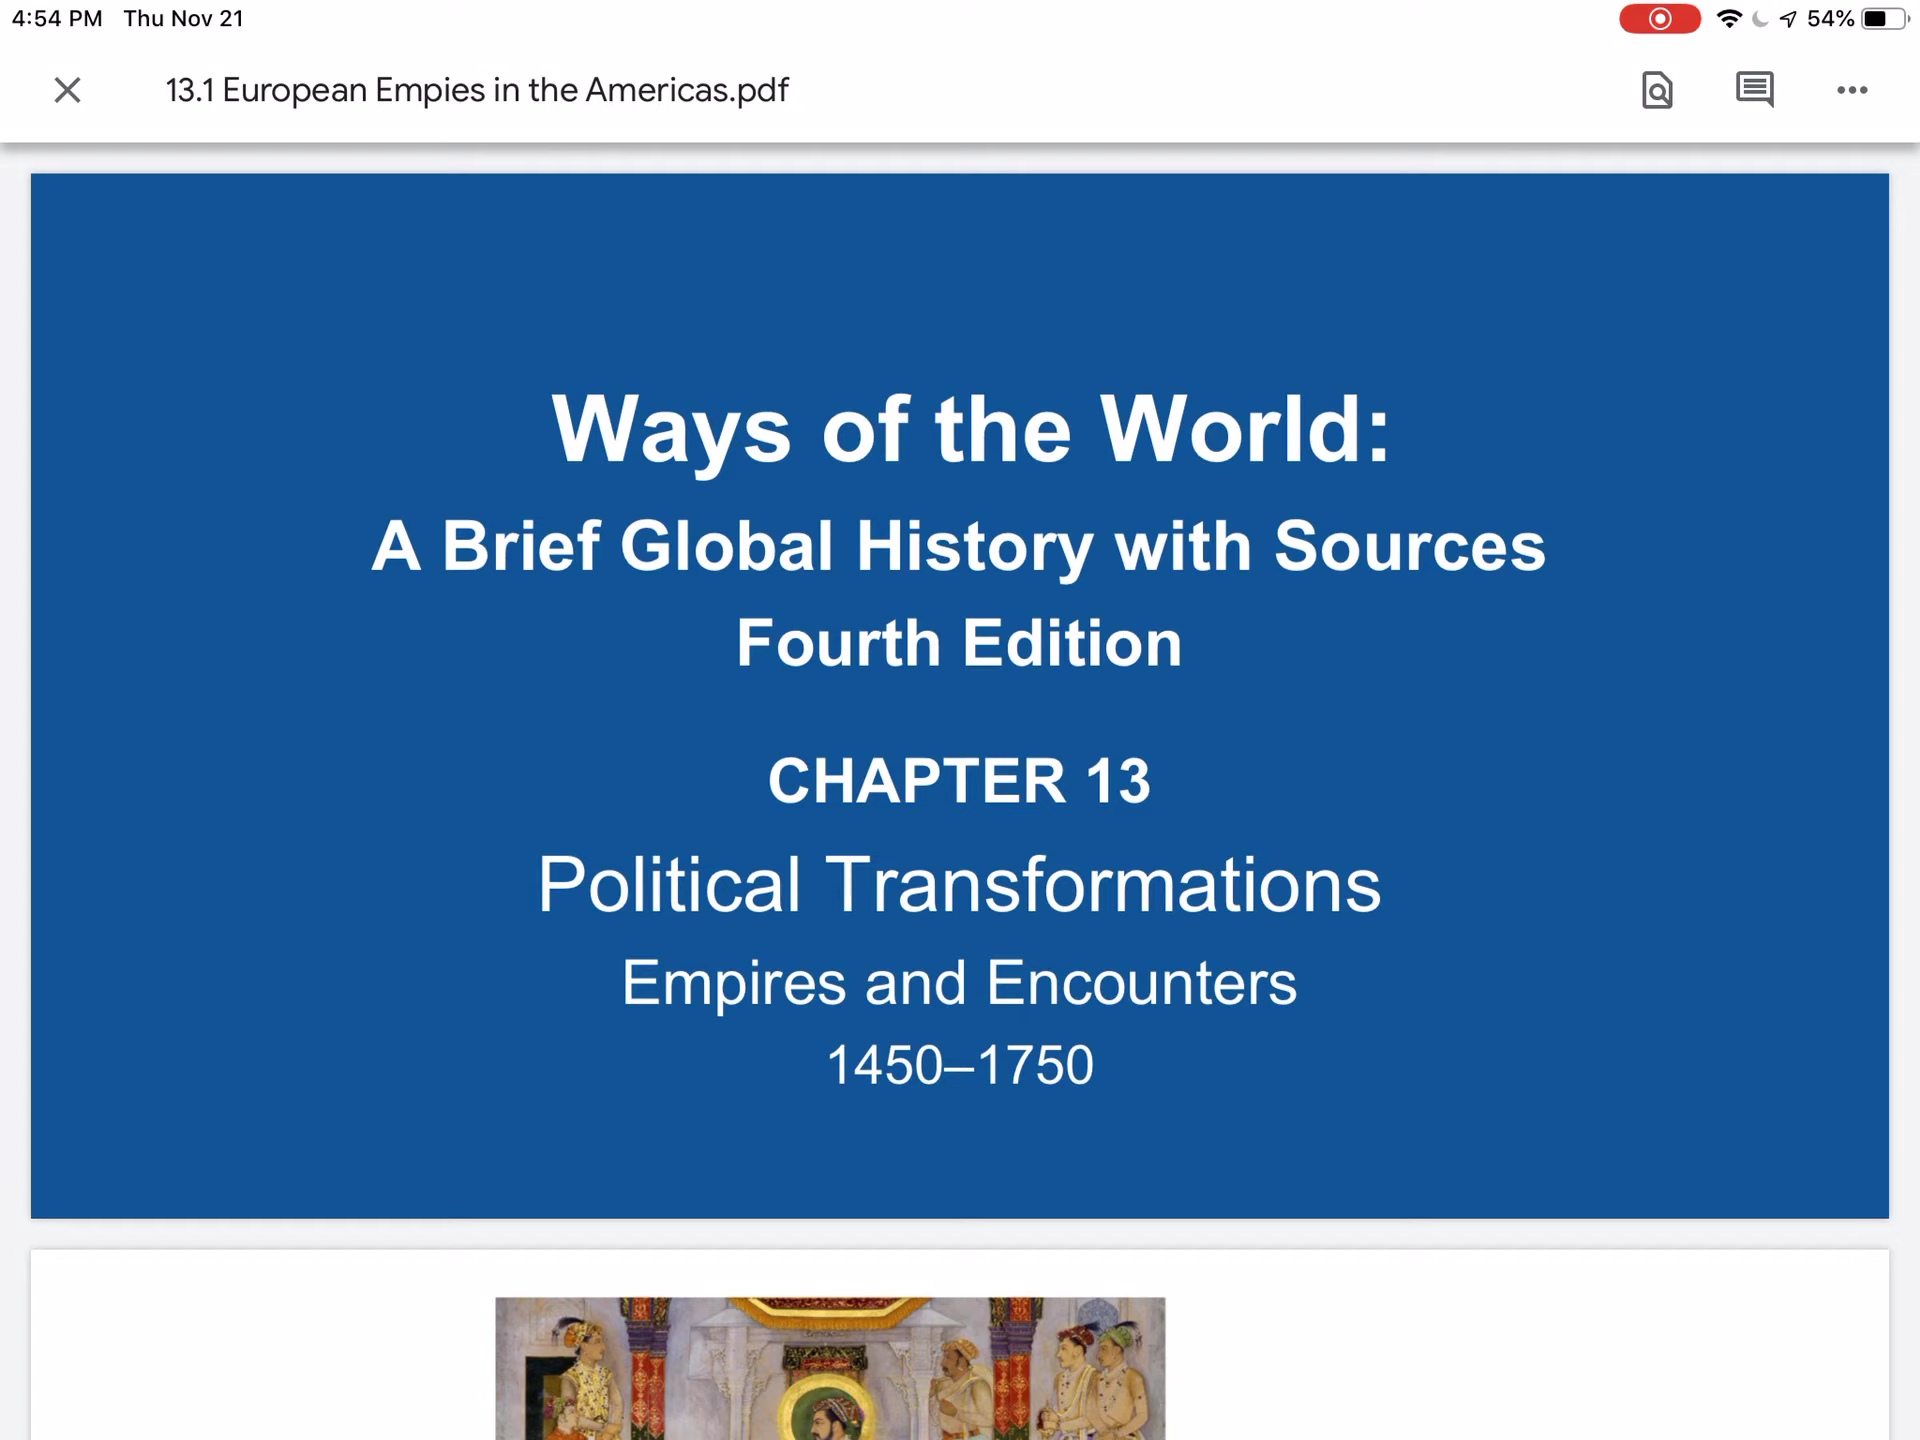 4:54 PM Thu Nov 21
54%
13.1 European Empies in the Americas.pdf
Ways of the World:
A Brief Global History with Sources
Fourth Edition
CHAPTER 13
Political Transformations
Empires and Encounters
1450–1750